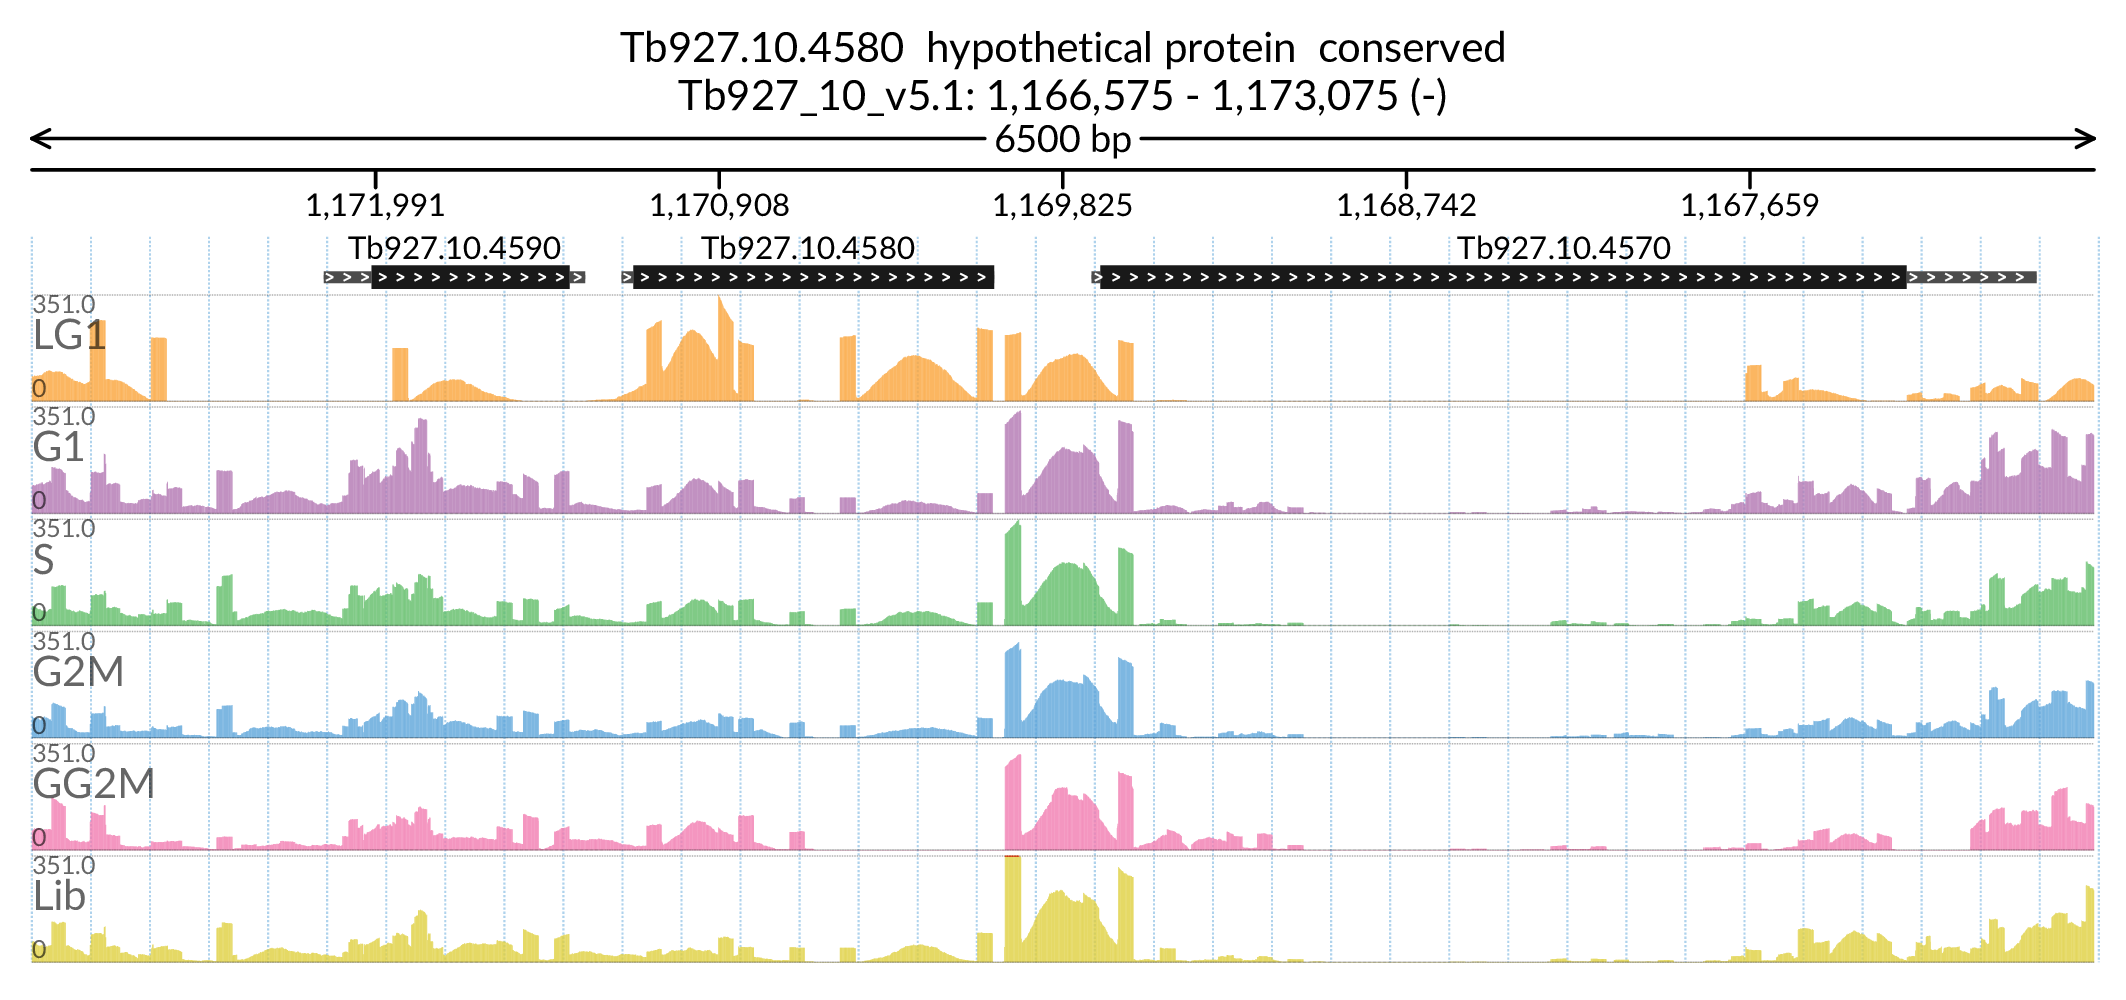 Tb927.10.4580 hypothetical protein conserved
Tb927_10_v5.1: 1,166,575 - 1,173,075 (-)
6500 bp
1,171,991 1,170,908 1,169,825 1,168,742 1,167,659
Tb927.10.4590 Tb927.10.4580 Tb927.10.4570
351.0
LG1
0
351.0
G1
0
351.0
S
0
351.0
G2M
0
351.0
GG2M
0
351.0
Lib
0